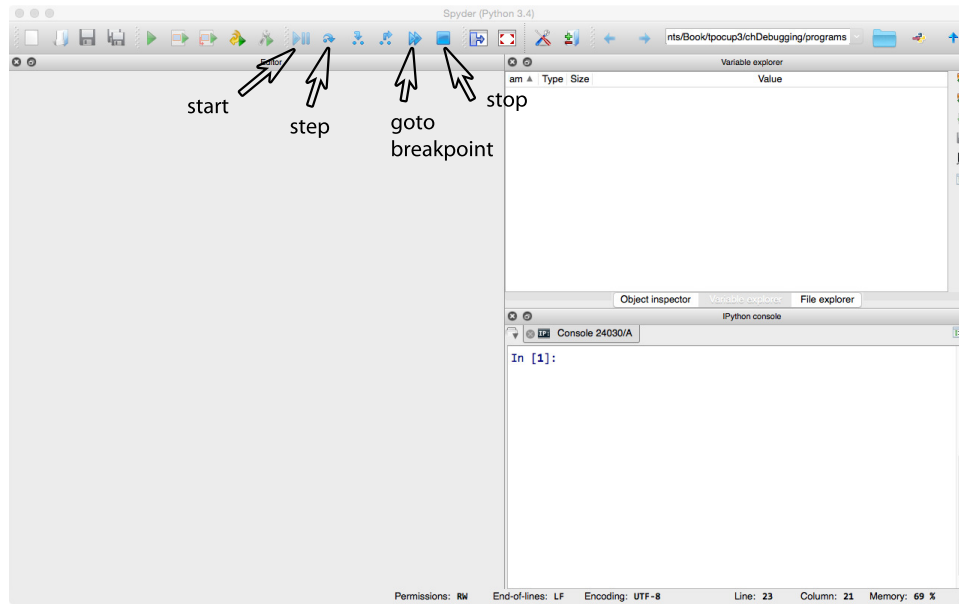 Spyder (Python 3.4)
nts/Book/tpocup3/chDebugging/programs
Editor
start
step
goto
breakpoint
stop
Variable explorer
am Type Size Value
Object inspector Variable explorer File explorer
IPython console
IP: Console 24030/A
In [1]:
Permissions: RW End-of-lines: LF Encoding: UTF-8 Line: 23 Column: 21 Memory: 69 %